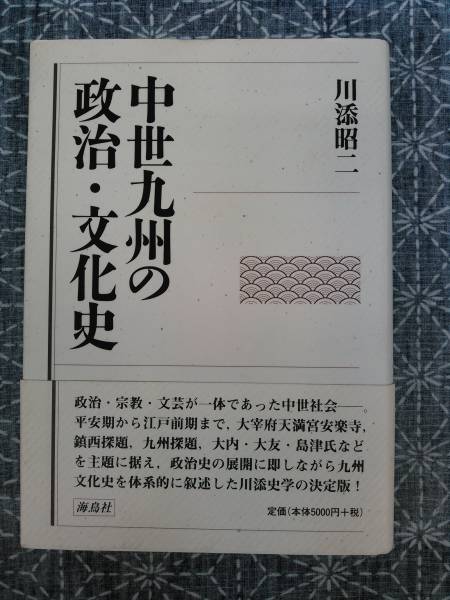 川添昭二
中世九州の
政治・文化史
政治・宗教・文芸が一体であった中世社会――。
平安期から江戸前期まで，大宰府天満宮安楽寺，
鎮西探題，九州探題，大内・大友・島津氏など
を主題に据え，政治史の展開に即しながら九州
文化史を体系的に叙述した川添史学の決定版！
海鳥社
定価（本体5000円＋税）